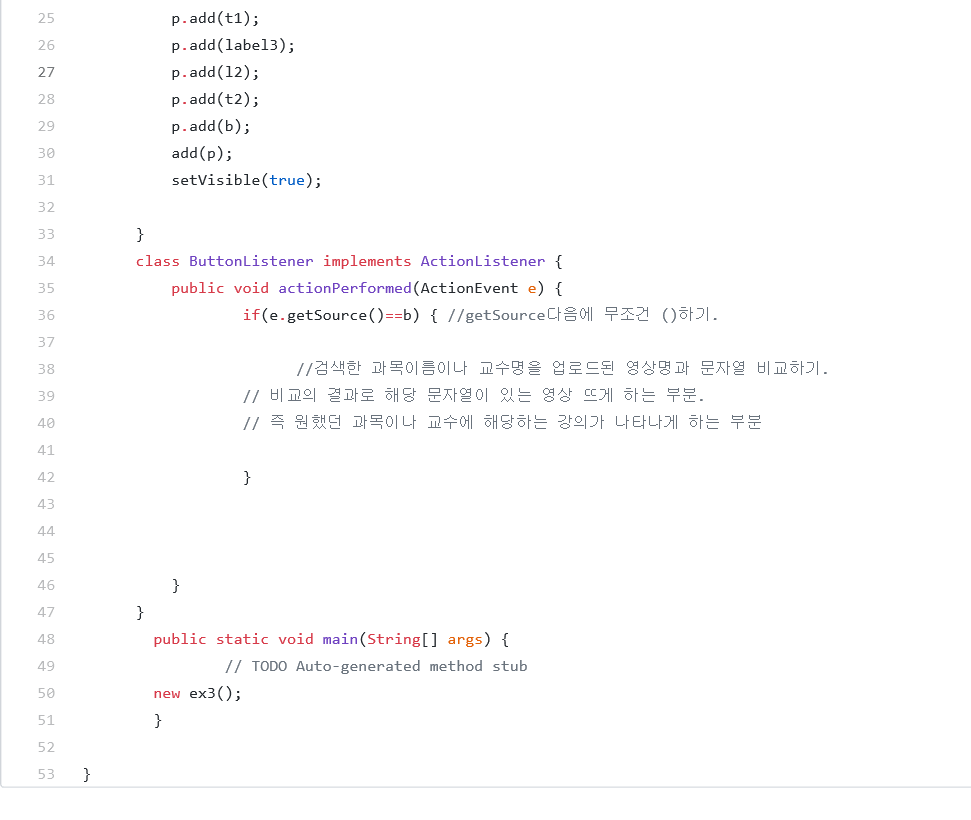 25 p.add(t1);
26 p.add(label3);
27 p.add(l2);
28 p.add(t2);
29 p.add(b);
30 add(p);
31 setVisible(true);
32
33 }
34 class ButtonListener implements ActionListener {
35 public void actionPerformed(ActionEvent e) {
36 if(e.getSource()==b) { //getSource다음에 무조건 ()하기.
37
38 //검색한 과목이름이나 교수명을 업로드된 영상명과 문자열 비교하기.
39 // 비교의 결과로 해당 문자열이 있는 영상 뜨게 하는 부분.
40 // 즉 원했던 과목이나 교수에 해당하는 강의가 나타나게 하는 부분
41
42 }
43
44
45
46 }
47 }
48 public static void main(String[] args) {
49 // TODO Auto-generated method stub
50 new ex3();
51 }
52
53 }